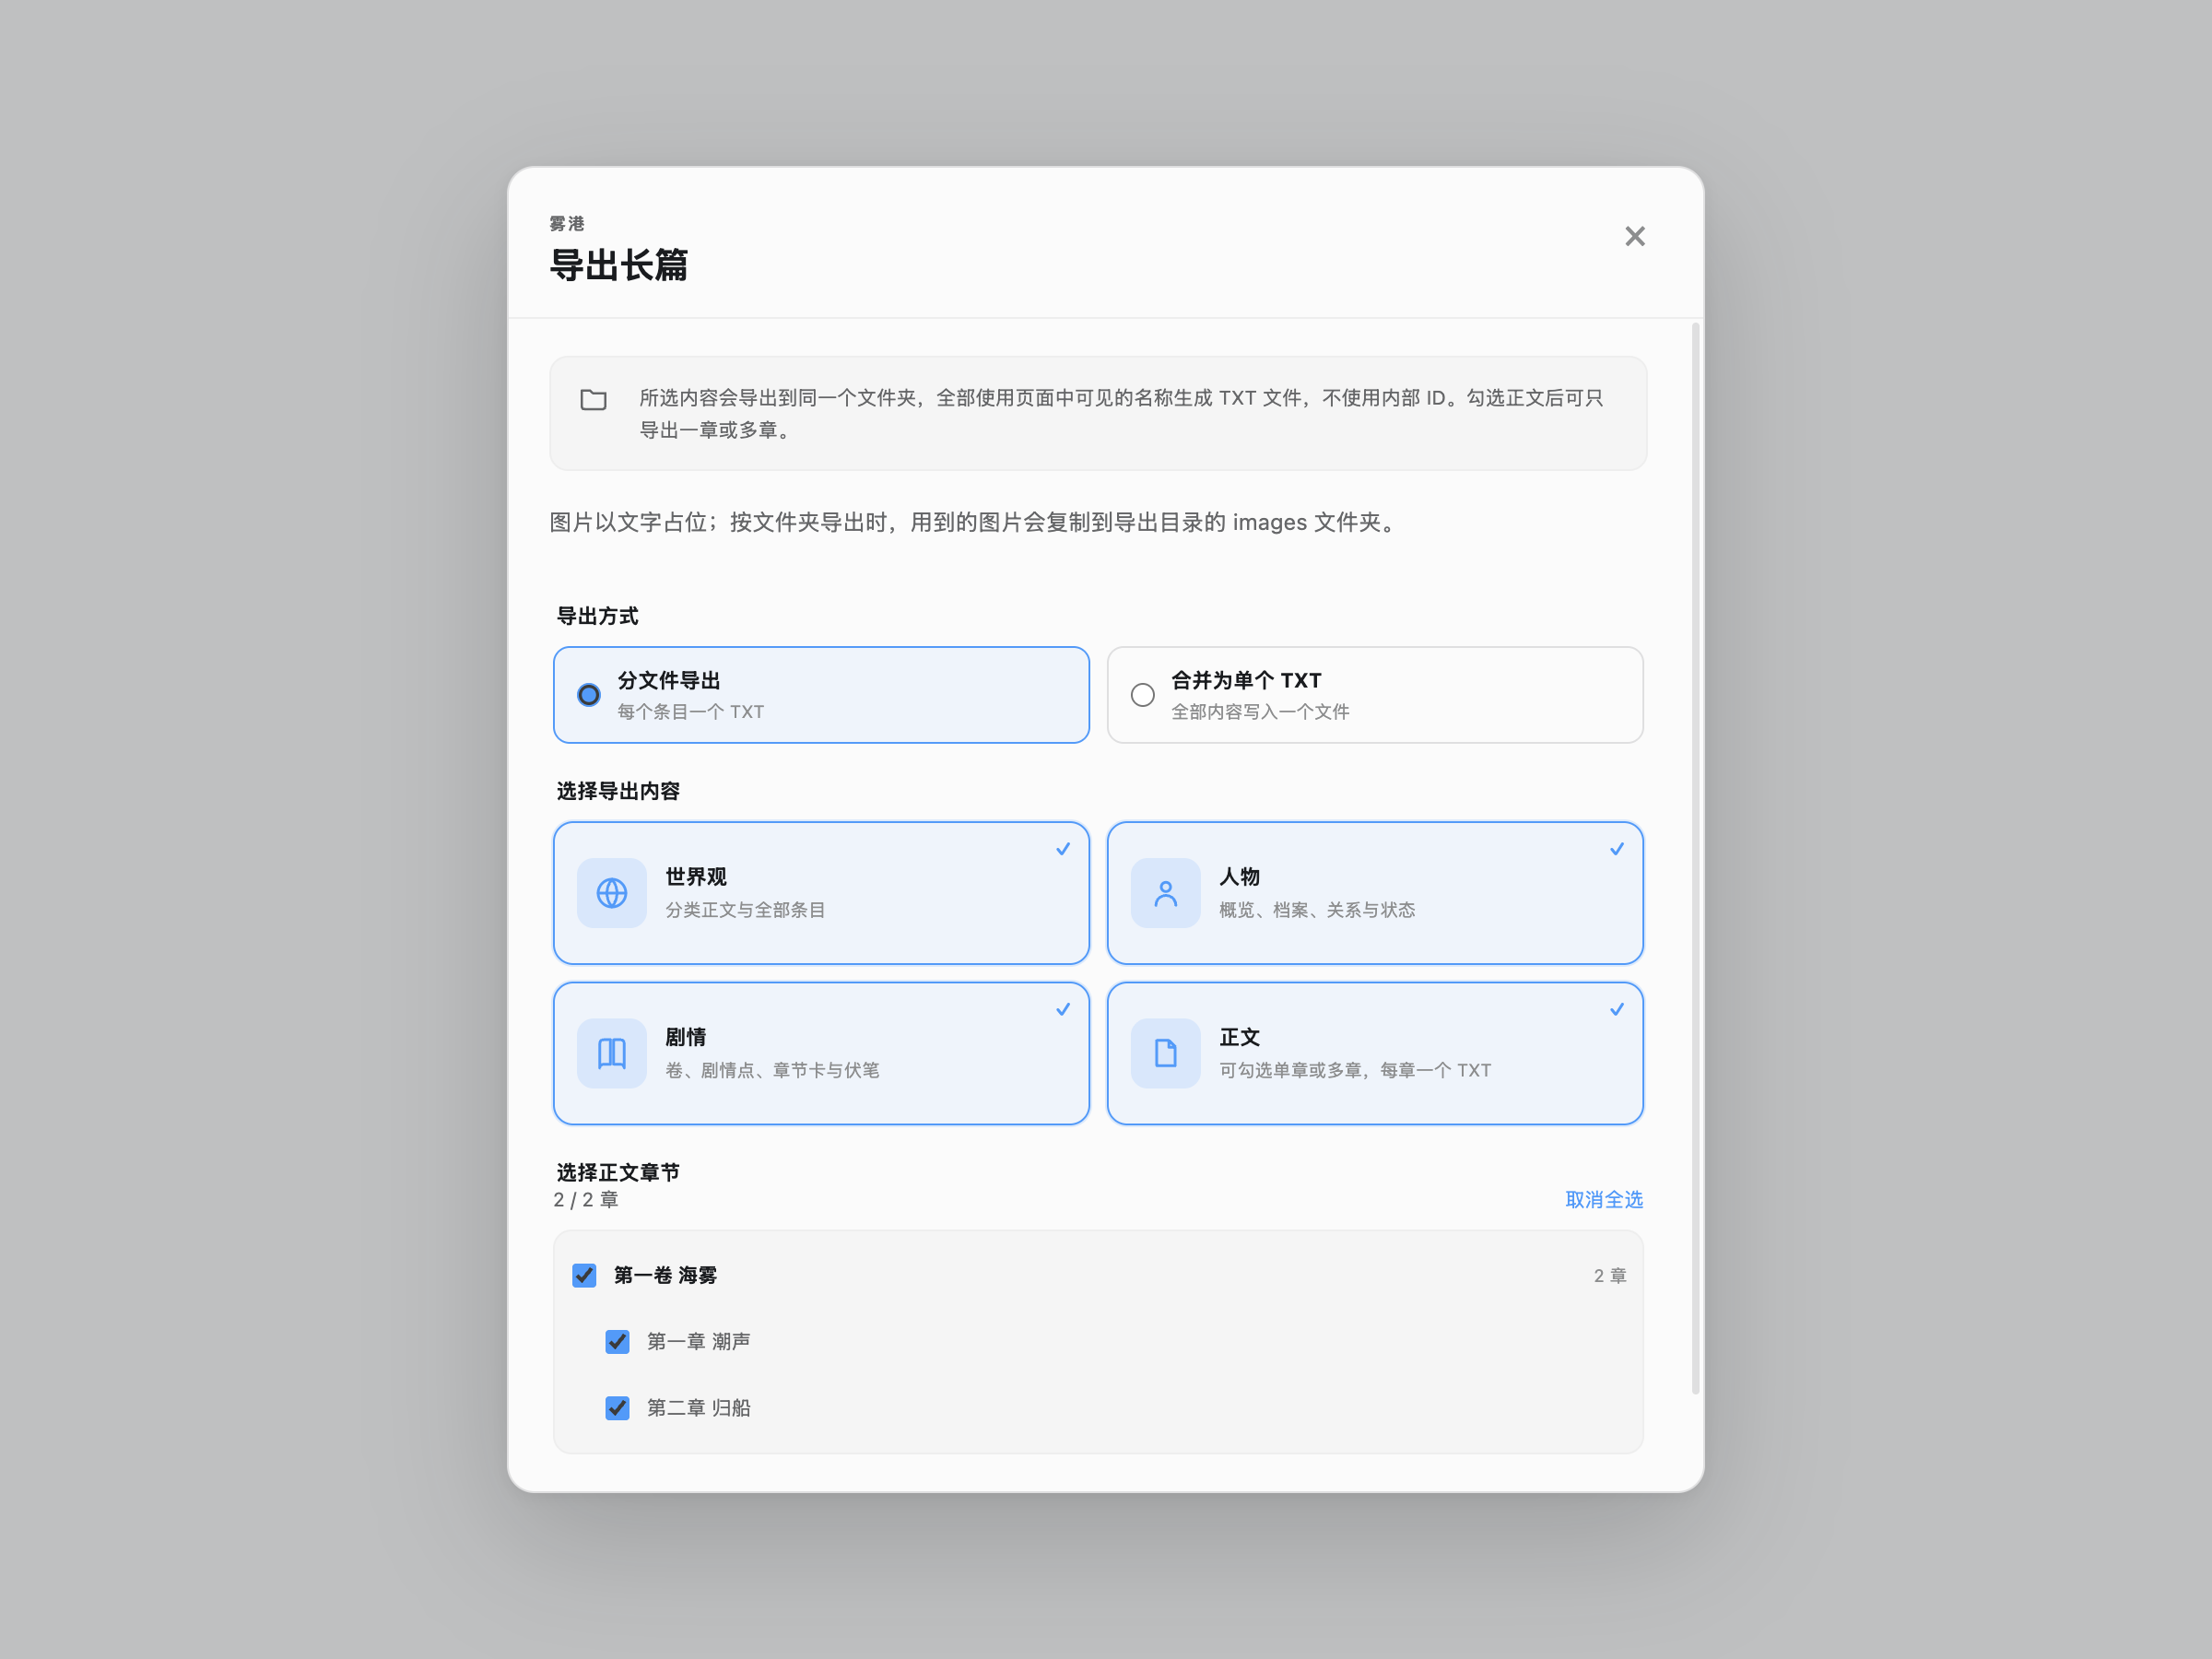 雾港
导出长篇
所选内容会导出到同一个文件夹，全部使用页面中可见的名称生成 TXT 文件，不使用内部 ID。勾选正文后可只
导出一章或多章。
图片以文字占位；按文件夹导出时，用到的图片会复制到导出目录的 images 文件夹。
导出方式
分文件导出
每个条目一个 TXT
合并为单个 TXT
全部内容写入一个文件
选择导出内容
世界观
分类正文与全部条目
人物
概览、档案、关系与状态
剧情
卷、剧情点、章节卡与伏笔
正文
可勾选单章或多章，每章一个 TXT
选择正文章节
2 / 2 章
取消全选
第一卷 海雾
2 章
第一章 潮声
第二章 归船